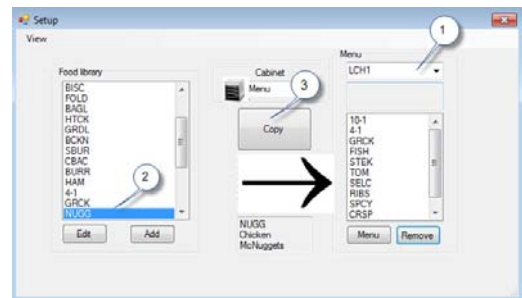 Setup
View
1
Menu
LCH1
Food library
BISC
FOLD
BAGL
HTCK
GRDL
BCKN
SBUR
CBAC
BURR
HAM
4-1
GRCK
NUGG
2
Edit
Add
Cabinet
Menu
3
Copy
NUGG
Chicken
McNuggets
10-1
4-1
GRCK
FISH
STEK
TOM
SELC
RIBS
SPCY
CRSP
Menu
Remove